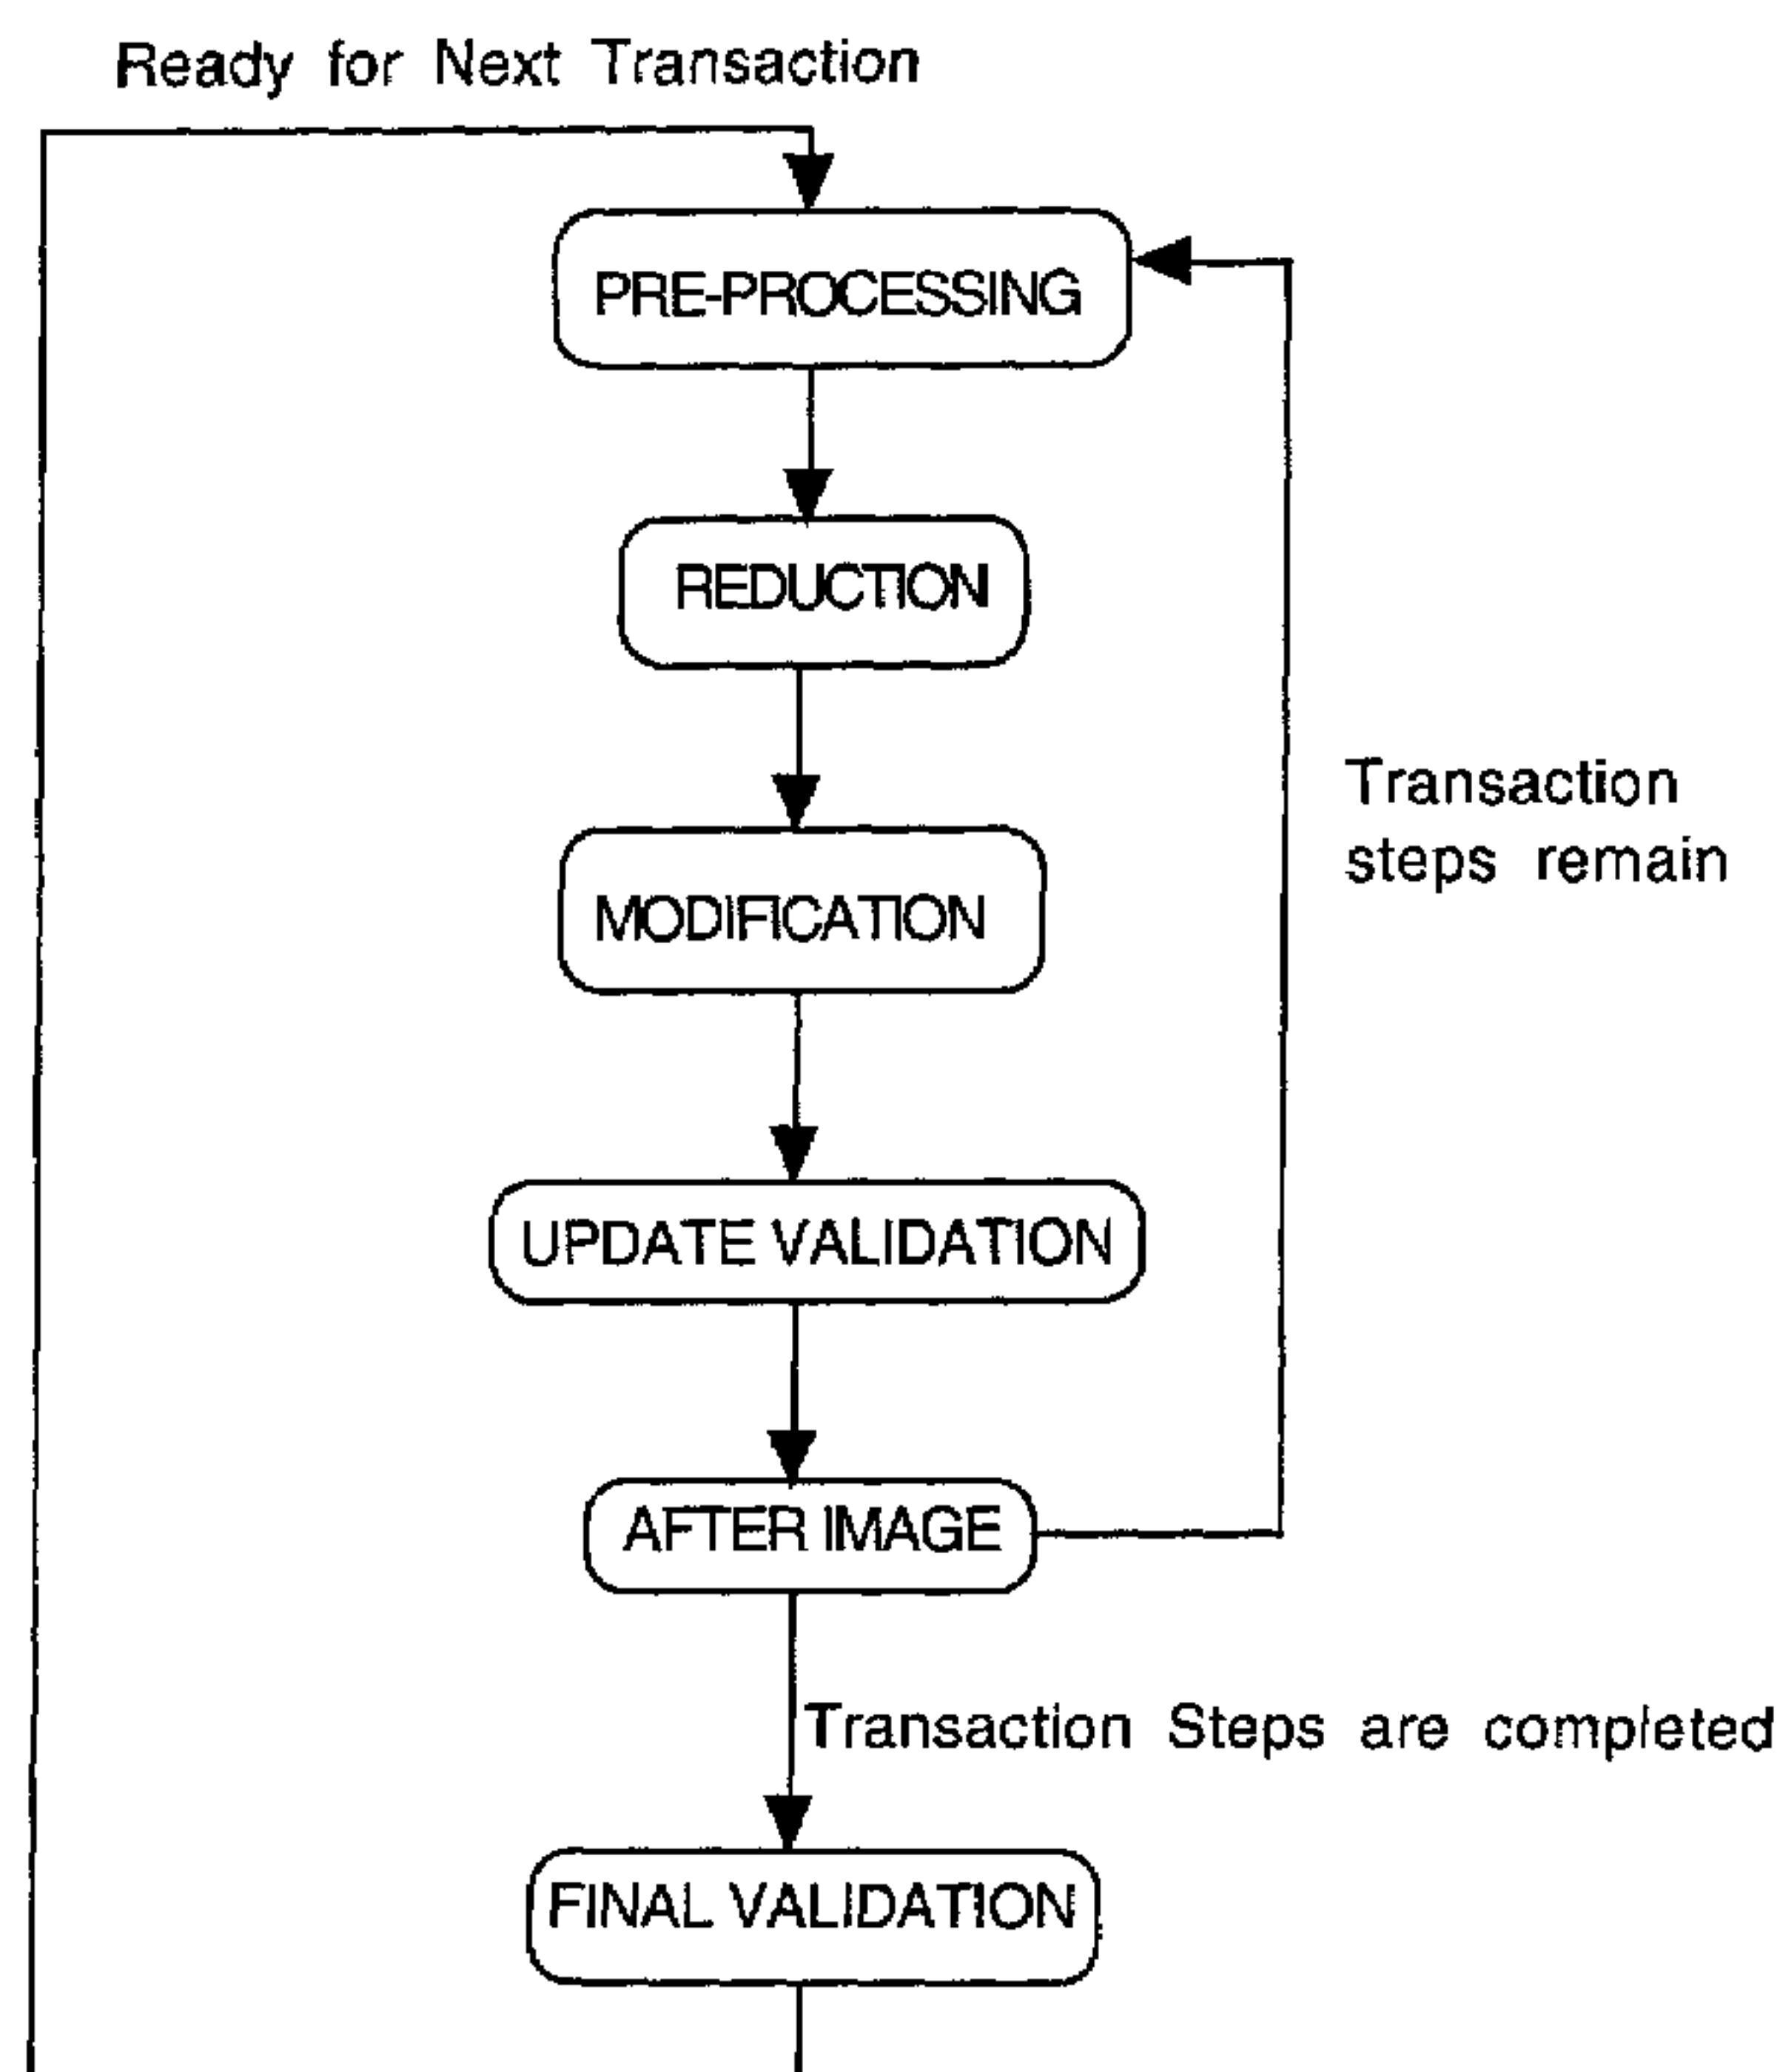 Ready for Next Transaction
PRE-PROCESSING
REDUCTION
MODIFICATION
Transaction
steps remain
UPDATE VALIDATION
AFTER IMAGE
Transaction Steps are completed
FINAL VALIDATION